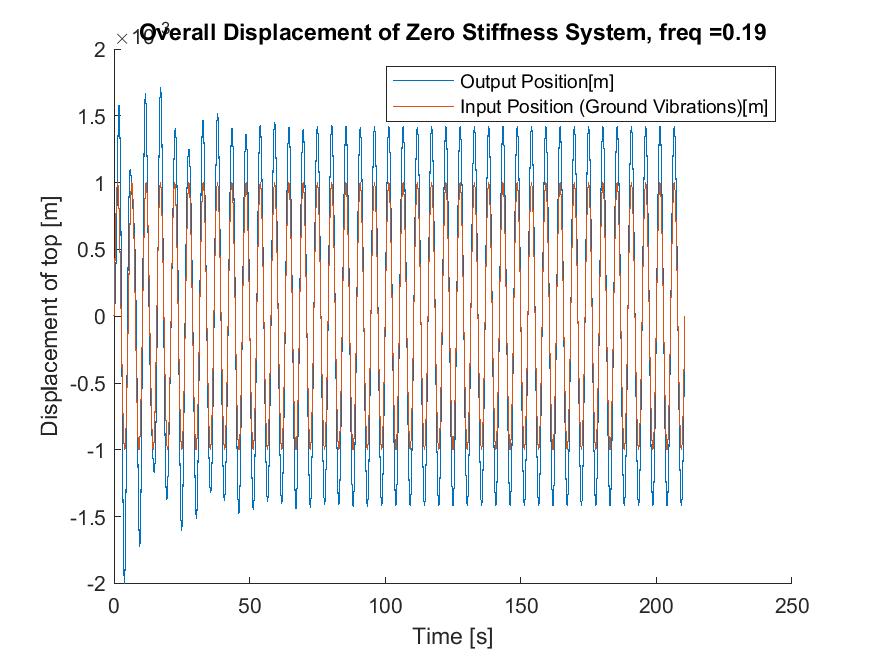 ×10⁻³
Overall Displacement of Zero Stiffness System, freq =0.19
Output Position[m]
Input Position (Ground Vibrations)[m]
Displacement of top [m]
2
1.5
1
0.5
0
-0.5
-1
-1.5
-2
0 50 100 150 200 250
Time [s]